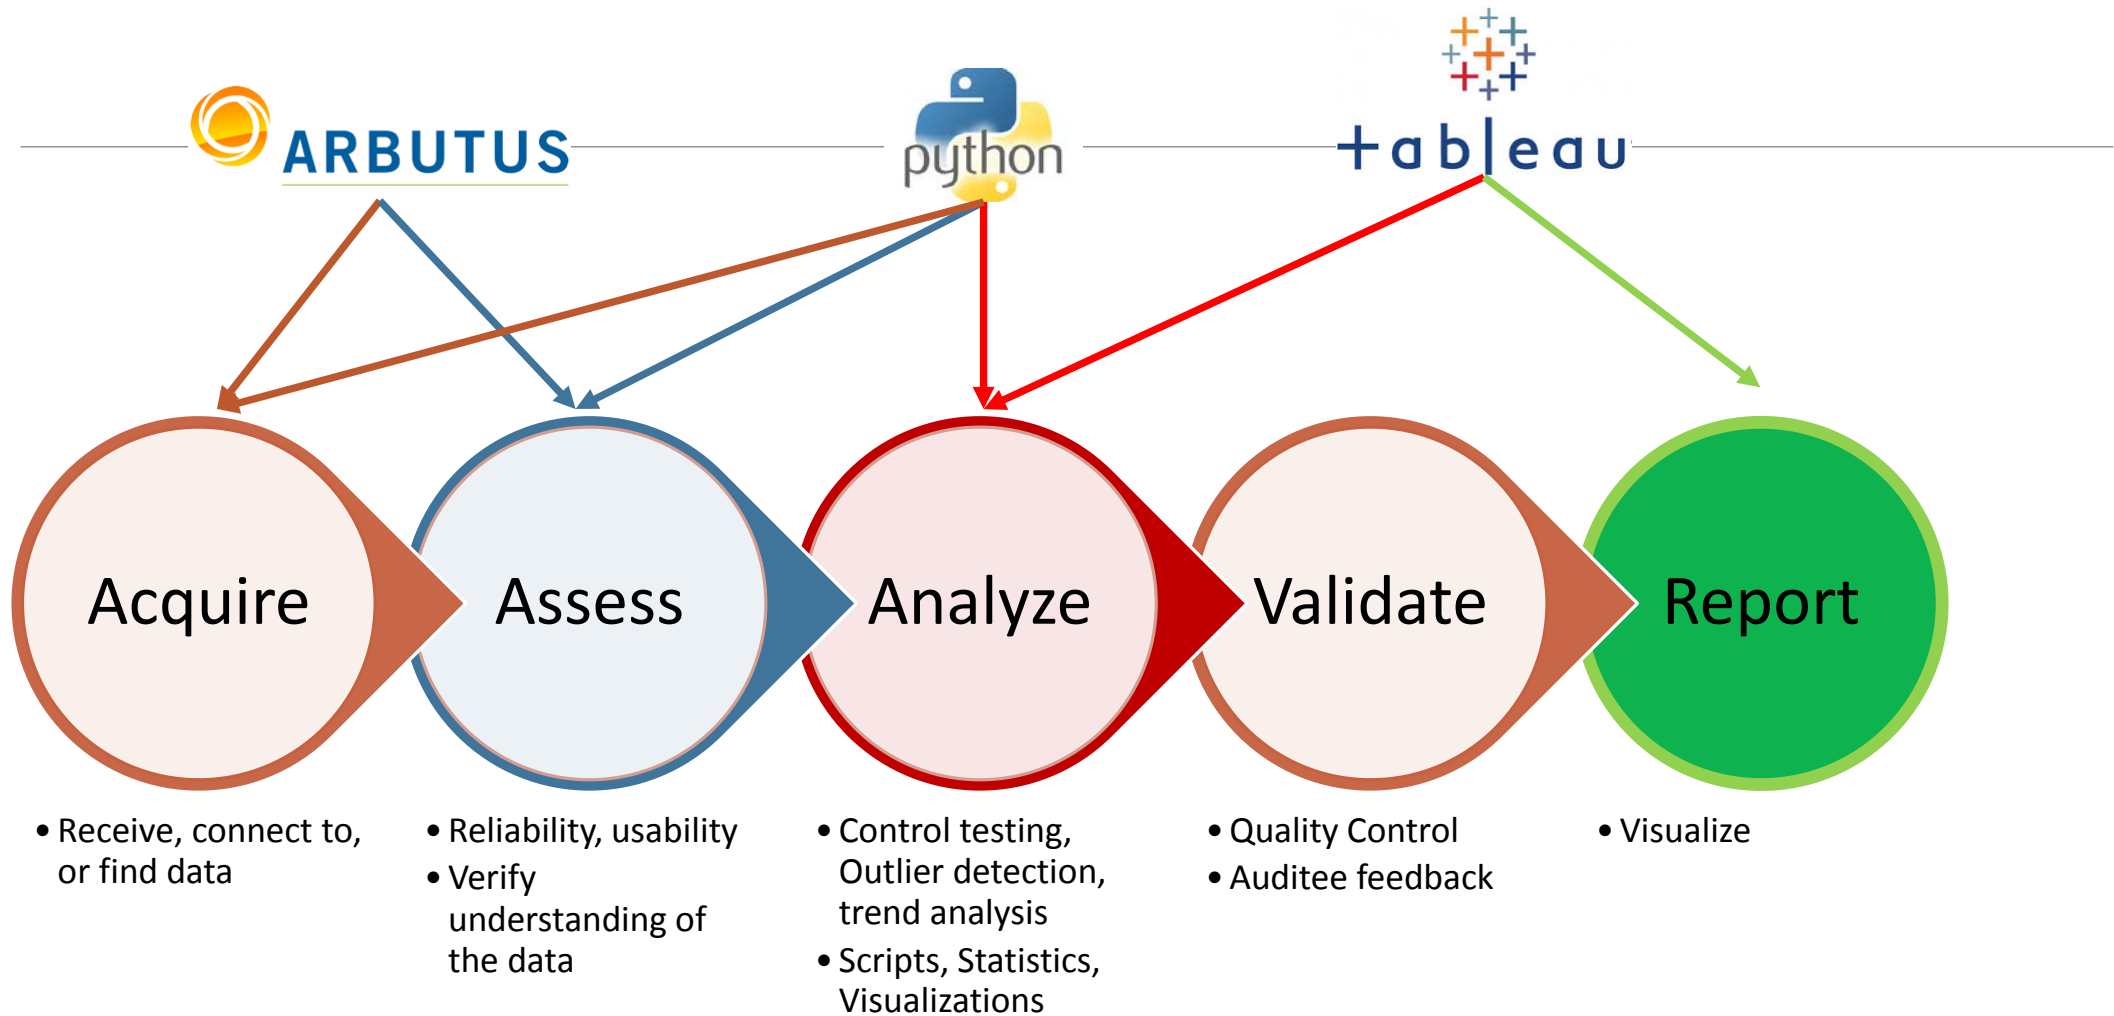 ARBUTUS
python
+ableau
Acquire
Assess
Analyze
Validate
Report
• Receive, connect to,
or find data
• Reliability, usability
• Verify
understanding of
the data
• Control testing,
Outlier detection,
trend analysis
• Scripts, Statistics,
Visualizations
• Quality Control
• Auditee feedback
• Visualize